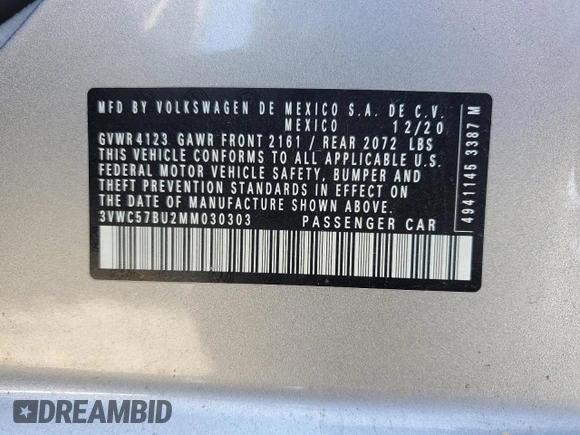 MFD BY VOLKSWAGEN DE MEXICO S.A. DE C.V.
MEXICO 12/20
GVWR 4123 GAWR FRONT 2161 / REAR 2072 LBS
THIS VEHICLE CONFORMS TO ALL APPLICABLE U.S.
FEDERAL MOTOR VEHICLE SAFETY, BUMPER AND
THEFT PREVENTION STANDARDS IN EFFECT ON
THE DATE OF MANUFACTURE SHOWN ABOVE.
3VWC57BU2MM030303 PASSENGER CAR
4941145 3387 M
DREAMBID